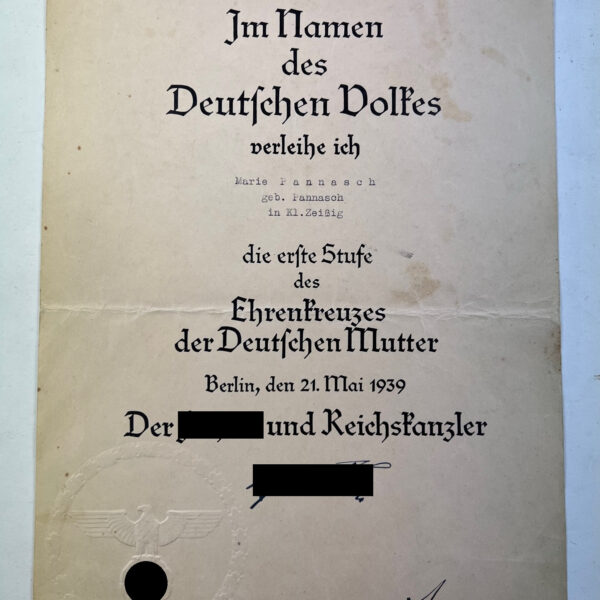 Im Namen
des
Deutschen Volkes
verleihe ich
Marie Pannasch
geb. Pannasch
in Kl.Zeißig
die erste Stufe
des
Ehrenkreuzes
der Deutschen Mutter
Berlin, den 21. Mai 1939
Der und Reichskanzler